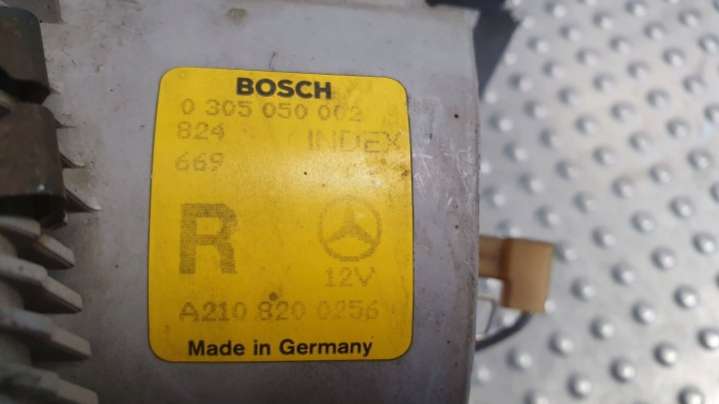 BOSCH
0 305 050 002
824 INDEX
669
R
12V
A210 820 0256
Made in Germany